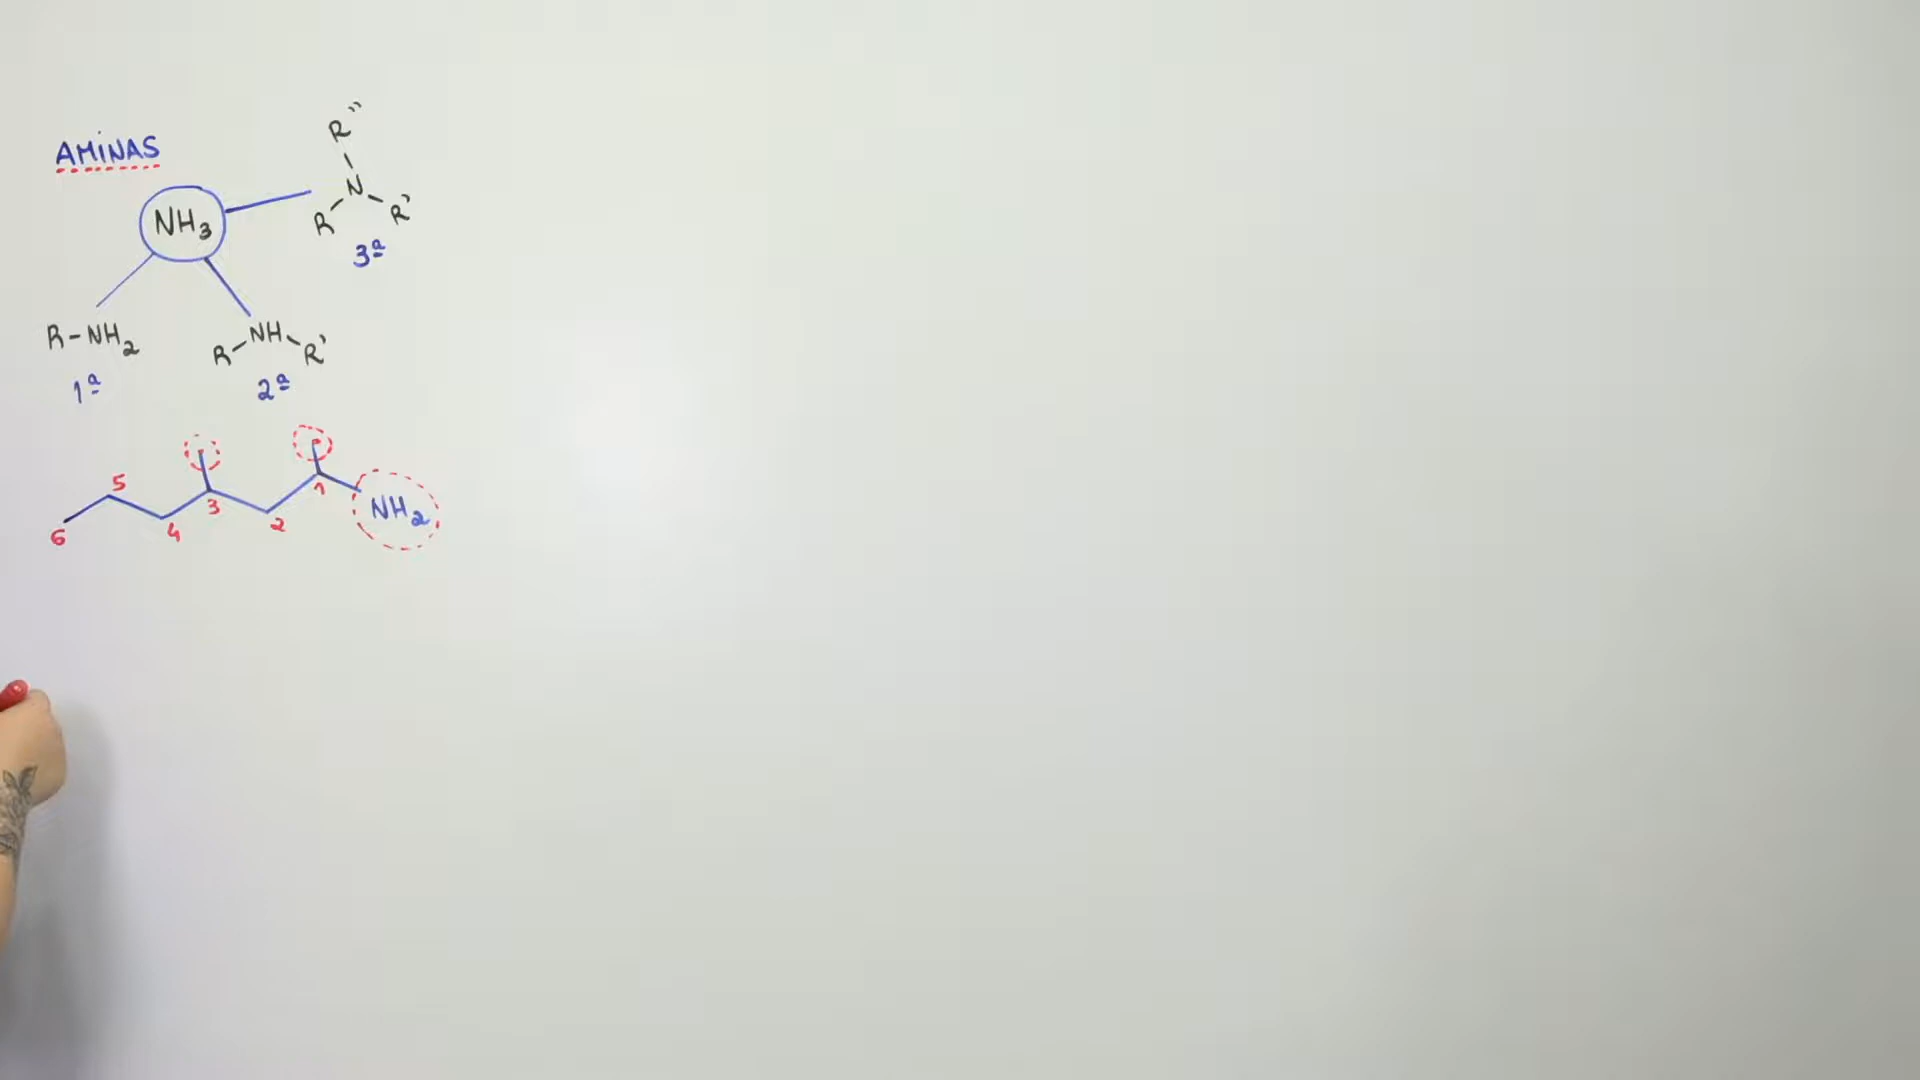 AMINAS
R"
N
R R'
3ª
NH₃
R-NH₂
1ª
R-NH-R'
2ª
6 5 4 3 2 1 NH₂